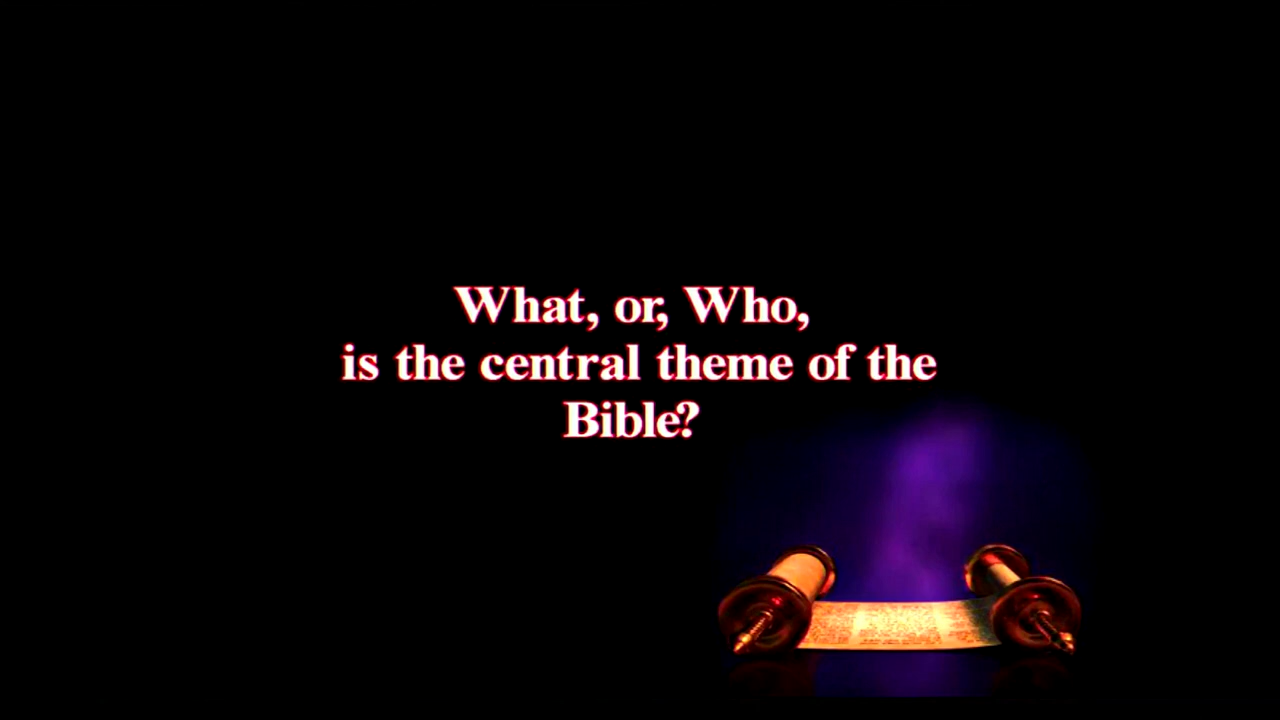 What, or, Who,
is the central theme of the
Bible?